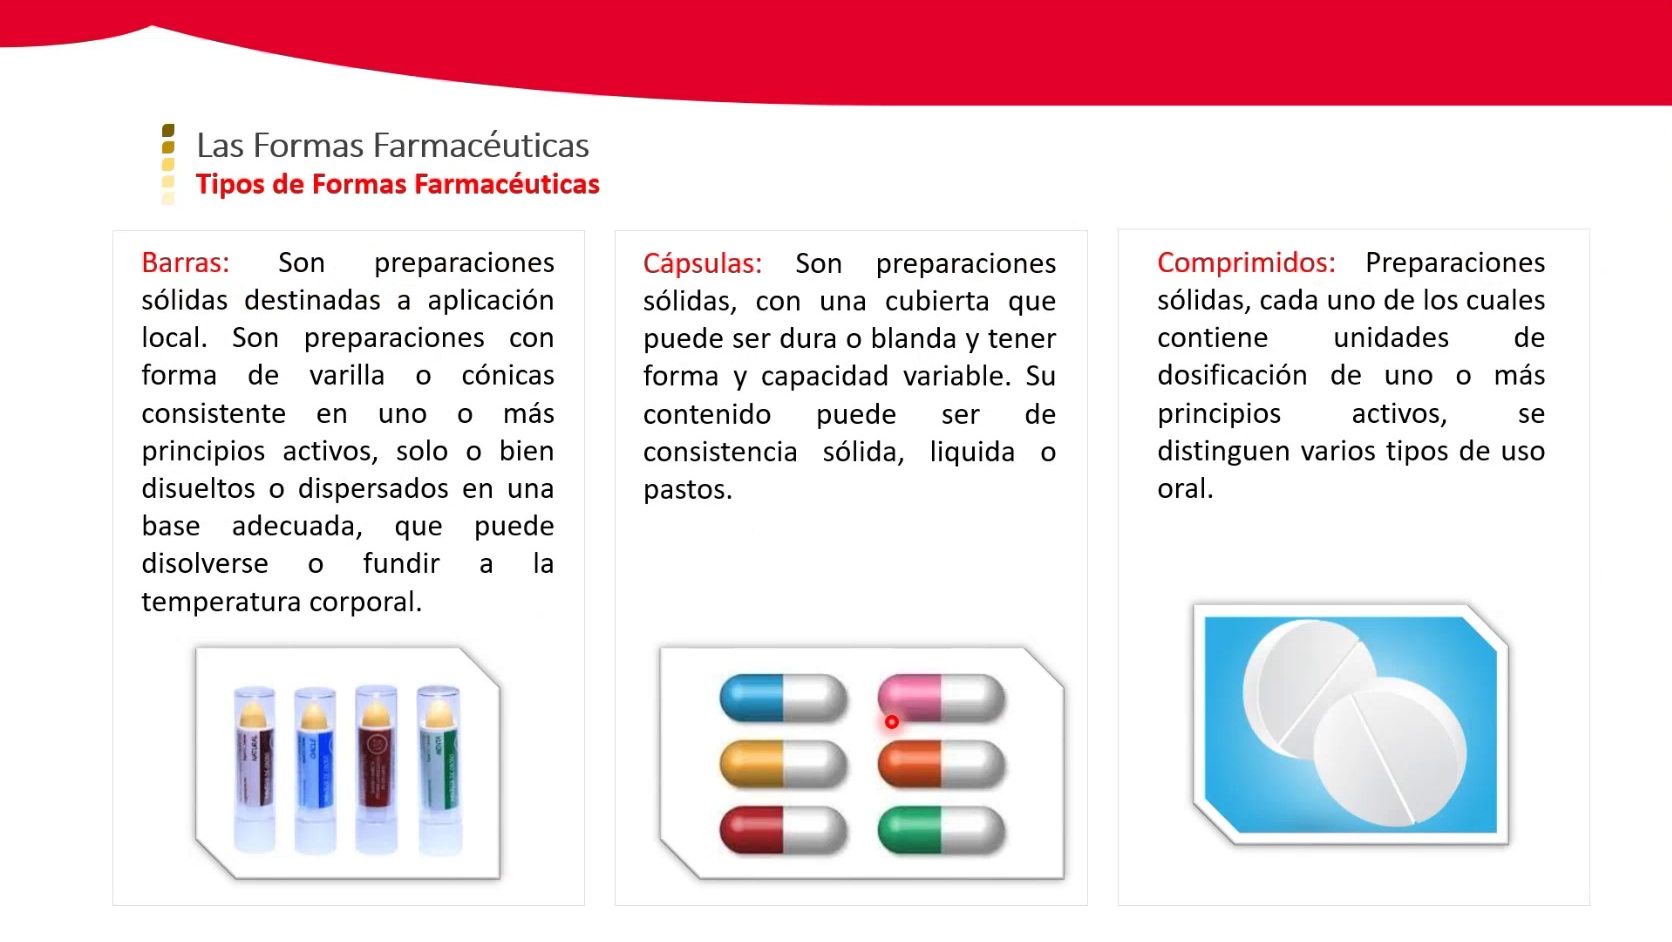 Las Formas Farmacéuticas
Tipos de Formas Farmacéuticas
Barras: Son preparaciones
sólidas destinadas a aplicación
local. Son preparaciones con
forma de varilla o cónicas
consistente en uno o más
principios activos, solo o bien
disueltos o dispersados en una
base adecuada, que puede
disolverse o fundir a la
temperatura corporal.
Cápsulas: Son preparaciones
sólidas, con una cubierta que
puede ser dura o blanda y tener
forma y capacidad variable. Su
contenido puede ser de
consistencia sólida, liquida o
pastos.
Comprimidos: Preparaciones
sólidas, cada uno de los cuales
contiene unidades de
dosificación de uno o más
principios activos, se
distinguen varios tipos de uso
oral.